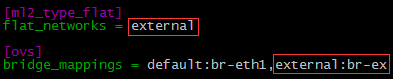 [ml2_type_flat]
flat_networks = external
[ovs]
bridge_mappings = default:br-eth1,external:br-ex